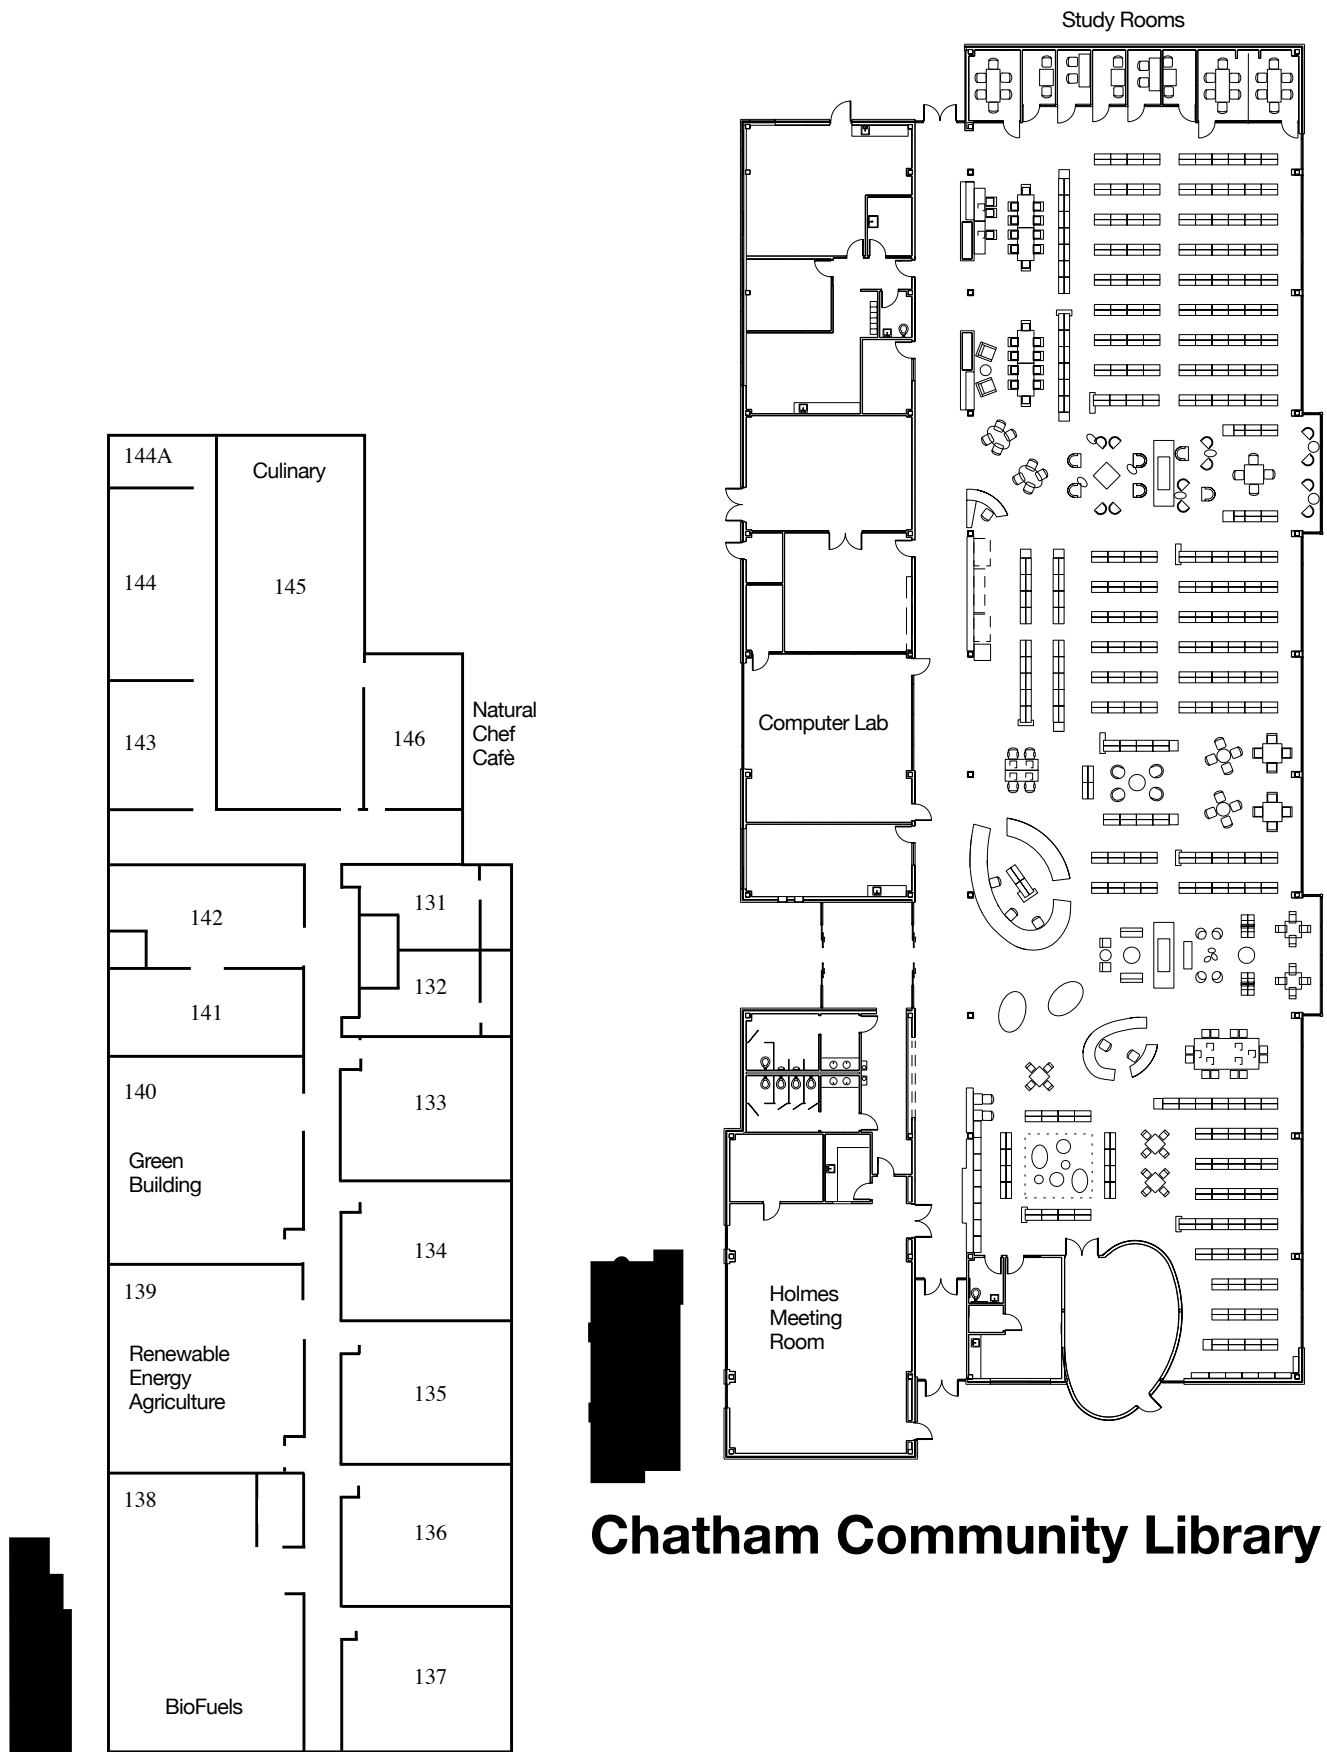 Study Rooms
144A
Culinary
144
145
143
146
Natural
Chef
Cafè
Computer Lab
142
131
132
141
140
133
Green
Building
134
139
Renewable
Energy
Agriculture
135
Holmes
Meeting
Room
138
136
137
BioFuels
Chatham Community Library